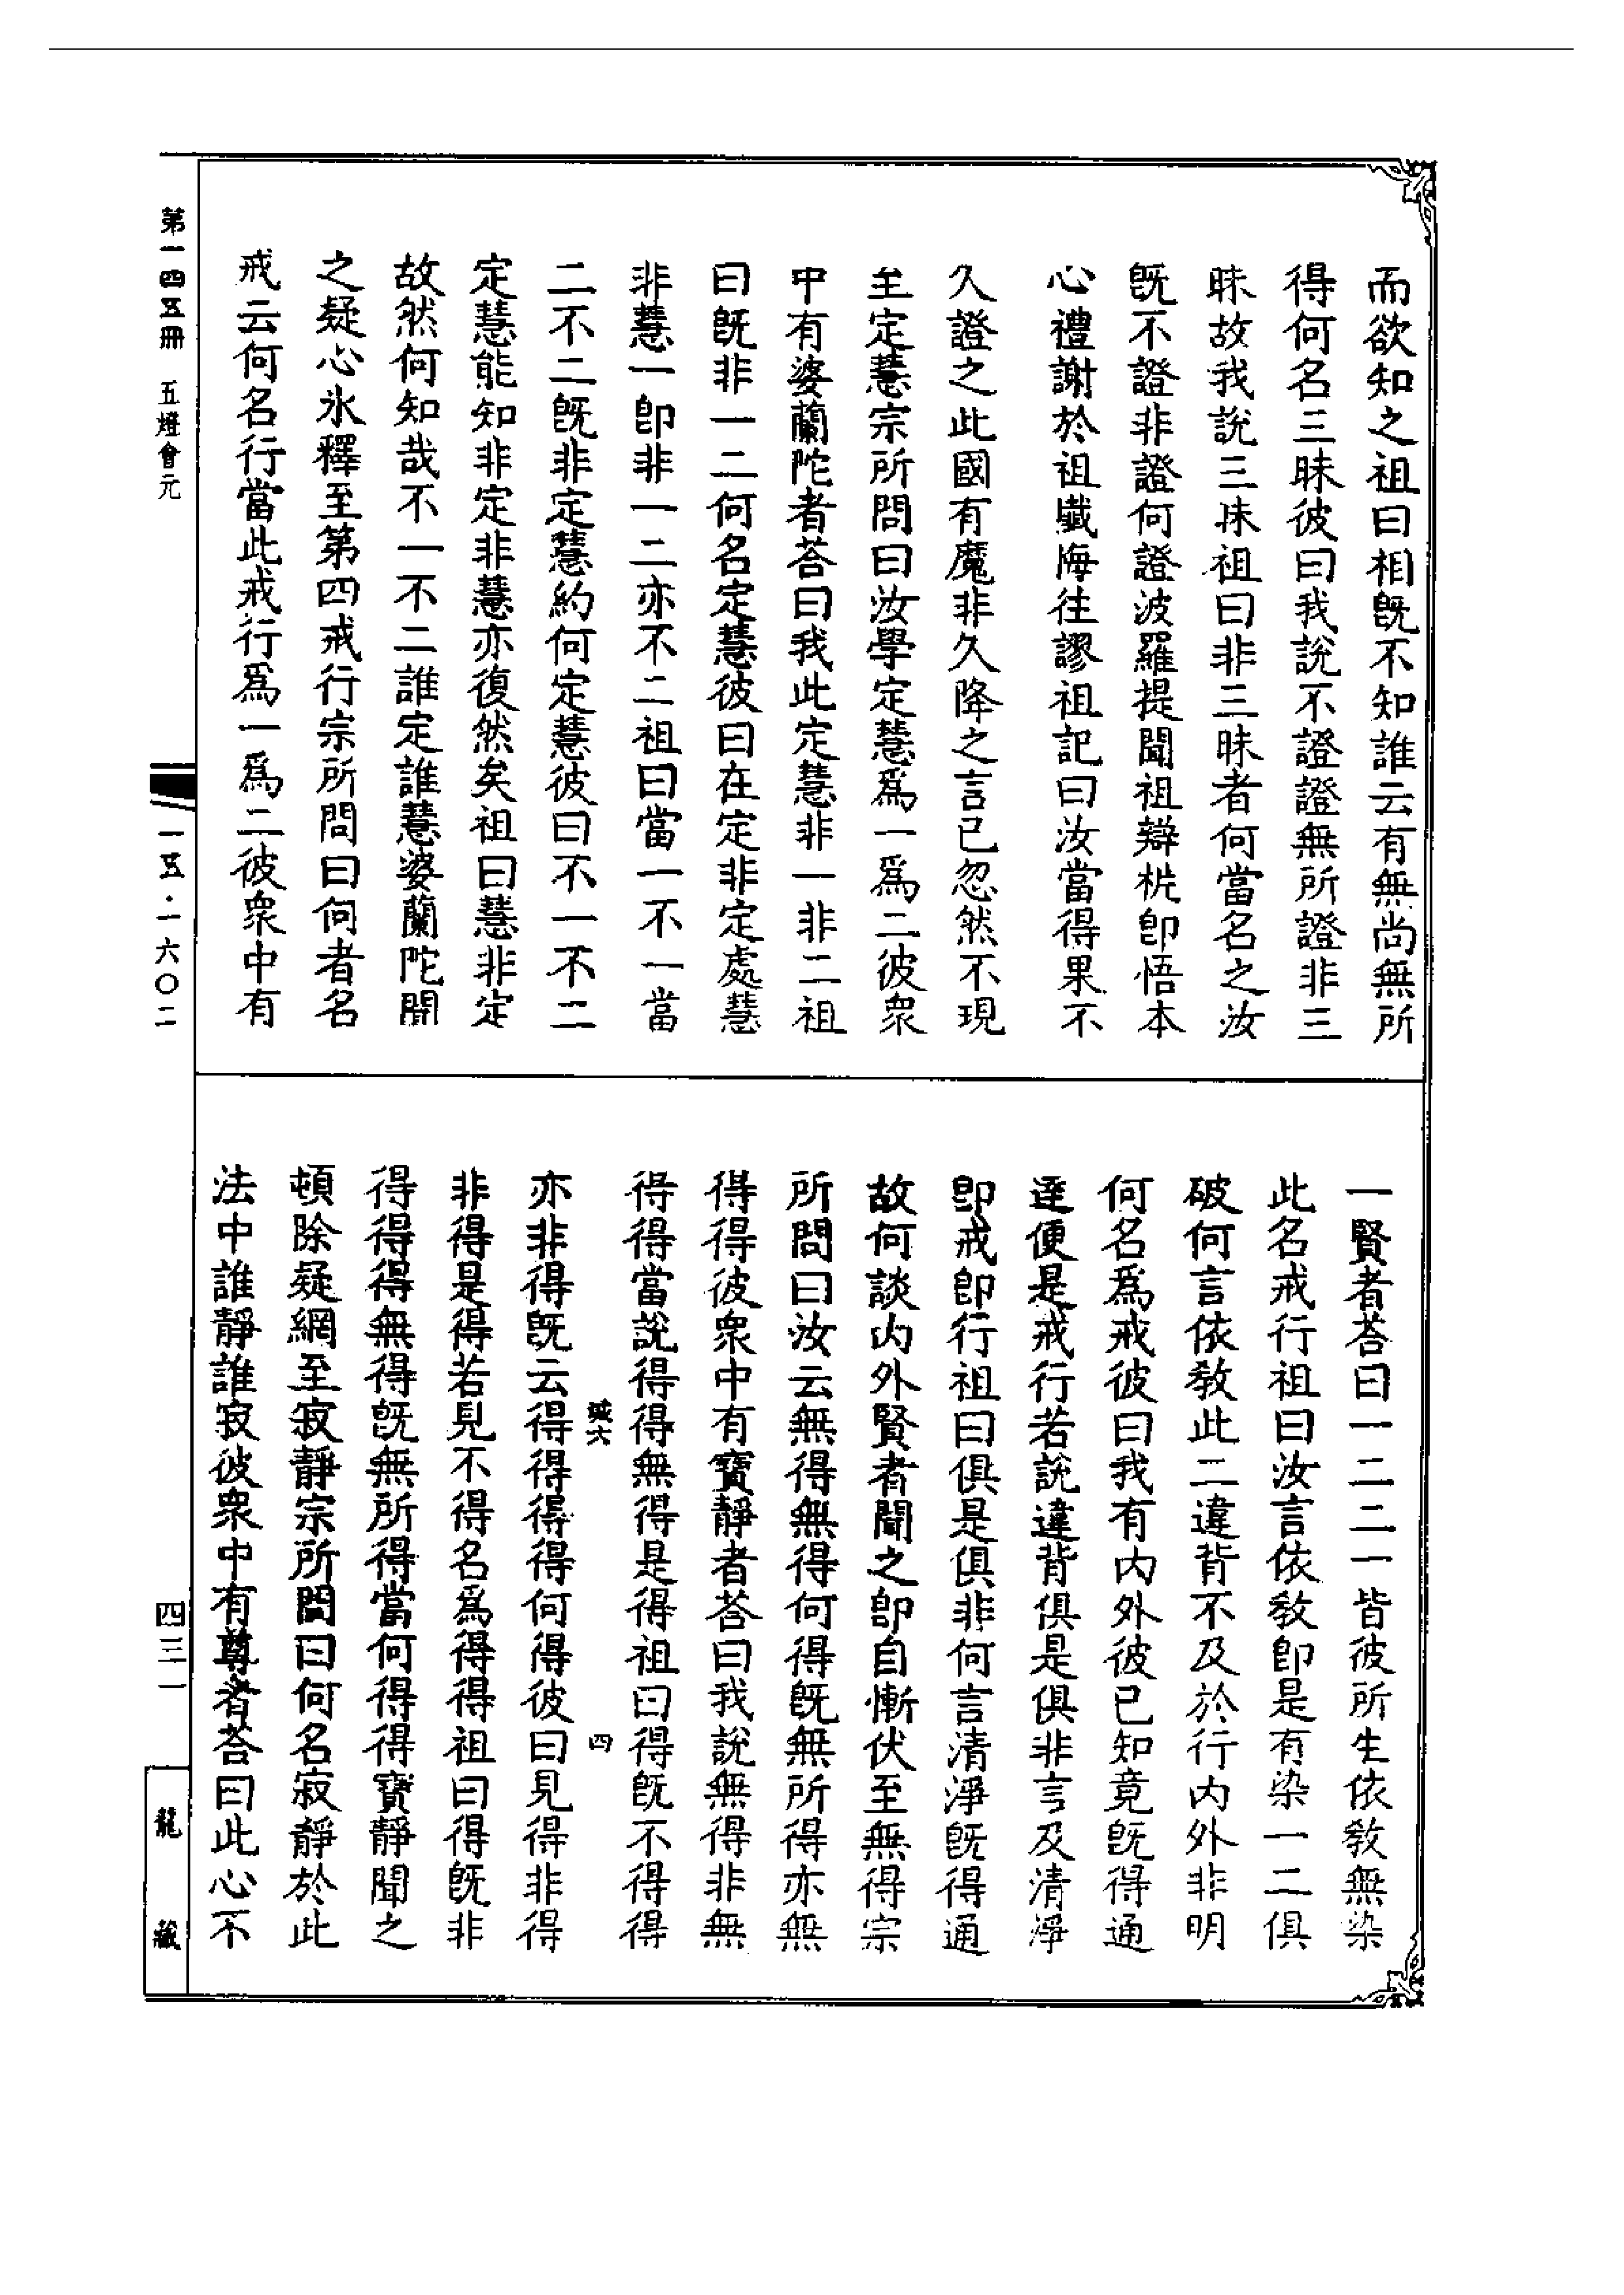 而欲知之祖曰相旣不知誰云有無尚無所
得何名三昧彼曰我說不證證無所證非三
昧故我說三昧祖曰非三昧者何當名之汝
旣不證非證何證波羅提聞祖辯析卽悟本
心禮謝於祖懺悔往謬祖記曰汝當得果不
久證之此國有魔非久降之言已忽然不現
至定慧宗所問曰汝學定慧爲一爲二彼衆
中有婆蘭陀者荅曰我此定慧非一非二祖
曰旣非一二何名定慧彼曰在定非定處慧
非慧一卽非一二亦不二祖曰當一不一當
二不二旣非定慧約何定慧彼曰不一不二
定慧能知非定非慧亦復然矣祖曰慧非定
故然何知哉不一不二誰定誰慧婆蘭陀聞
之疑心氷釋至第四戒行宗所問曰何者名
戒云何名行當此戒行爲一爲二彼衆中有
一賢者荅曰一二二一皆彼所生依教無染
此名戒行祖曰汝言依教卽是有染一二俱
破何言依教此二違背不及於行內外非明
何名爲戒彼曰我有內外彼已知竟旣得通
達便是戒行若說違背俱是俱非言及清淨
卽戒卽行祖曰俱是俱非何言清淨旣得通
故何談內外賢者聞之卽自慚伏至無得宗
所問曰汝云無得無得何得旣無所得亦無
得得彼衆中有寶靜者荅曰我說無得非無
得得當說得得無得是得祖曰得旣不得得
瑊六 四
亦非得旣云得得得得何得彼曰見得非得
非得是得若見不得名爲得得祖曰得旣非
得得得無得旣無所得當何得得寶靜聞之
頓除疑網至寂靜宗所問曰何名寂靜於此
法中誰靜誰寂彼衆中有尊者荅曰此心不
第一四五冊 五燈會元
一五·一六〇二
四三一
龍藏